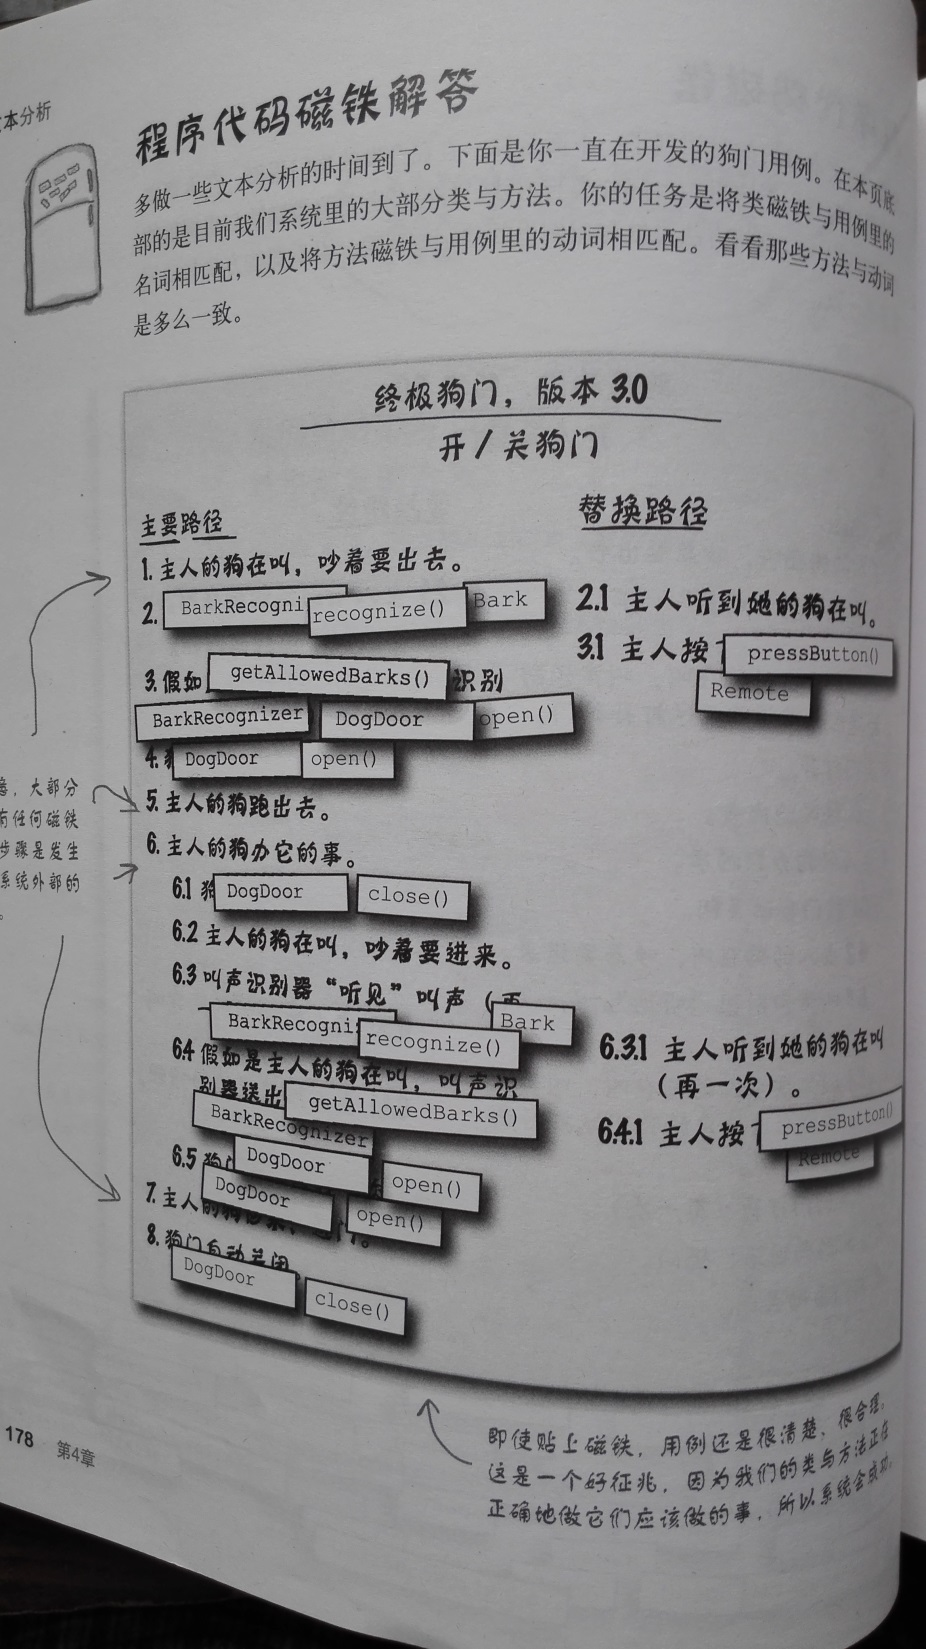 本分析
程序代码磁铁解答
多做一些文本分析的时间到了。下面是你一直在开发的狗门用例。在本页底
部的是目前我们系统里的大部分类与方法。你的任务是将类磁铁与用例里的
名词相匹配，以及将方法磁铁与用例里的动词相匹配。看看那些方法与动词
是多么一致。
终极狗门，版本 3.0
开 / 关狗门
主要路径
1. 主人的狗在叫，吵着要出去。
2. BarkRecogni recognize() Bark
3. 假如 getAllowedBarks() 识别
BarkRecognizer DogDoor open()
4. DogDoor open()
5. 主人的狗跑出去。
6. 主人的狗办它的事。
6.1 狗 DogDoor close()
6.2 主人的狗在叫，吵着要进来。
6.3 叫声识别器“听见”叫声（再
BarkRecogni recognize() Bark
6.4 假如是主人的狗在叫，叫声识
别器送出 getAllowedBarks()
BarkRecognizer
6.5 狗门 DogDoor open()
7. 主人的狗 DogDoor open()
8. 狗门自动关闭。
DogDoor close()
替换路径
2.1 主人听到她的狗在叫。
3.1 主人按 pressButton()
Remote
6.3.1 主人听到她的狗在叫
（再一次）。
6.4.1 主人按 pressButton()
Remote
意，大部分
有任何磁铁
步骤是发生
系统外部的
。
即使贴上磁铁，用例还是很清楚，很合理。
这是一个好征兆，因为我们的类与方法正在
正确地做它们应该做的事，所以系统会成功。
178 第4章